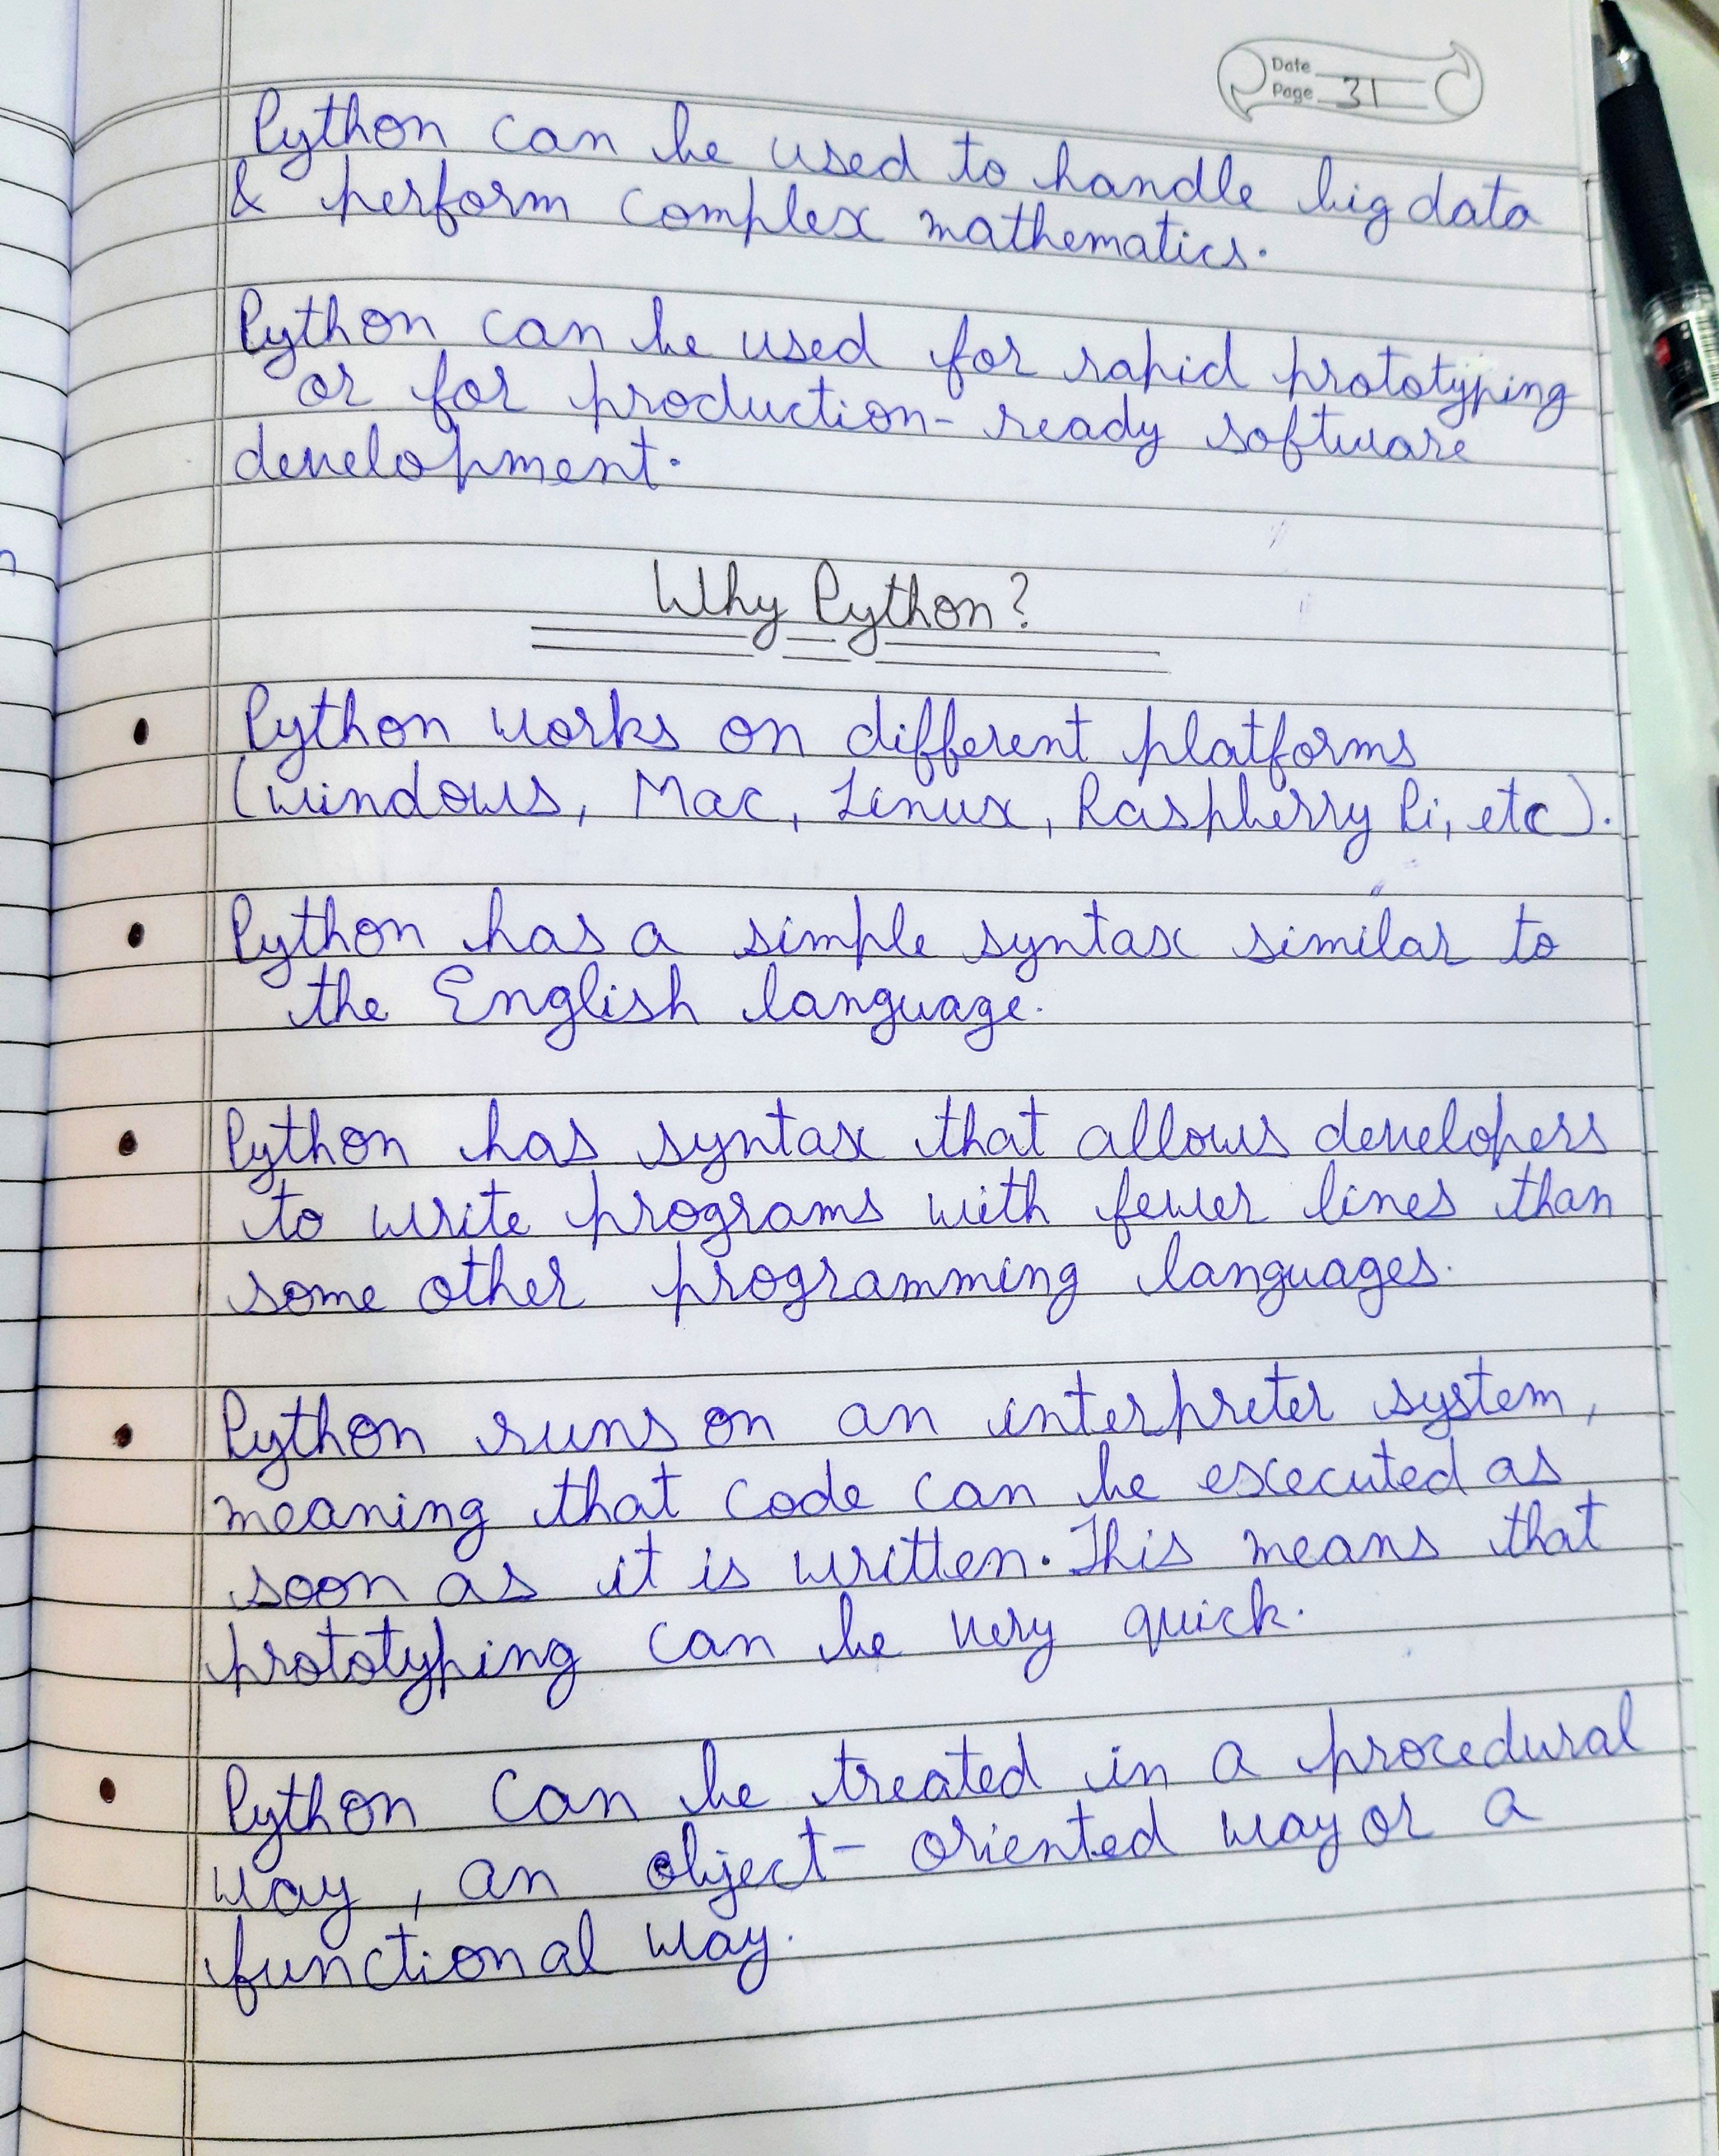 Date
Page 31
Python can be used to handle big data
& perform complex mathematics.
Python can be used for rapid prototyping
or for production-ready software
development.
Why Python?
• Python works on different platforms
(windows, Mac, Linux, Raspberry Pi, etc).
• Python has a simple syntax similar to
the English language.
• Python has syntax that allows developers
to write programs with fewer lines than
some other programming languages.
• Python runs on an interpreter system,
meaning that code can be executed as
soon as it is written. This means that
prototyping can be very quick.
• Python can be treated in a procedural
way, an object-oriented way or a
functional way.